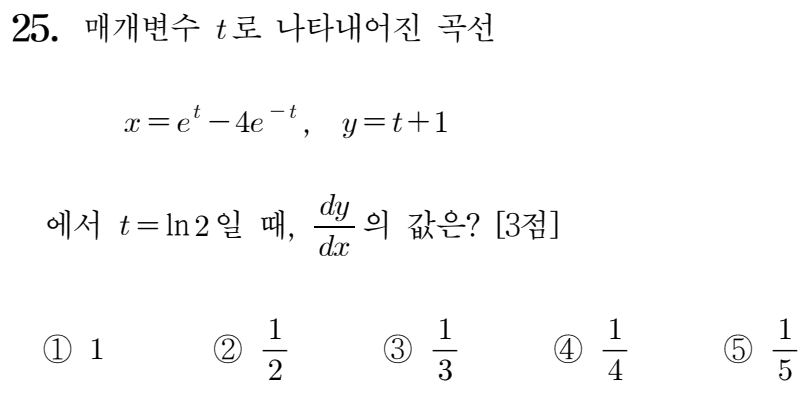 25. 매개변수 t로 나타내어진 곡선
x = e^t − 4e^{−t}, y = t + 1
에서 t = ln 2일 때, dy/dx의 값은? [3점]
① 1 ② 1/2 ③ 1/3 ④ 1/4 ⑤ 1/5